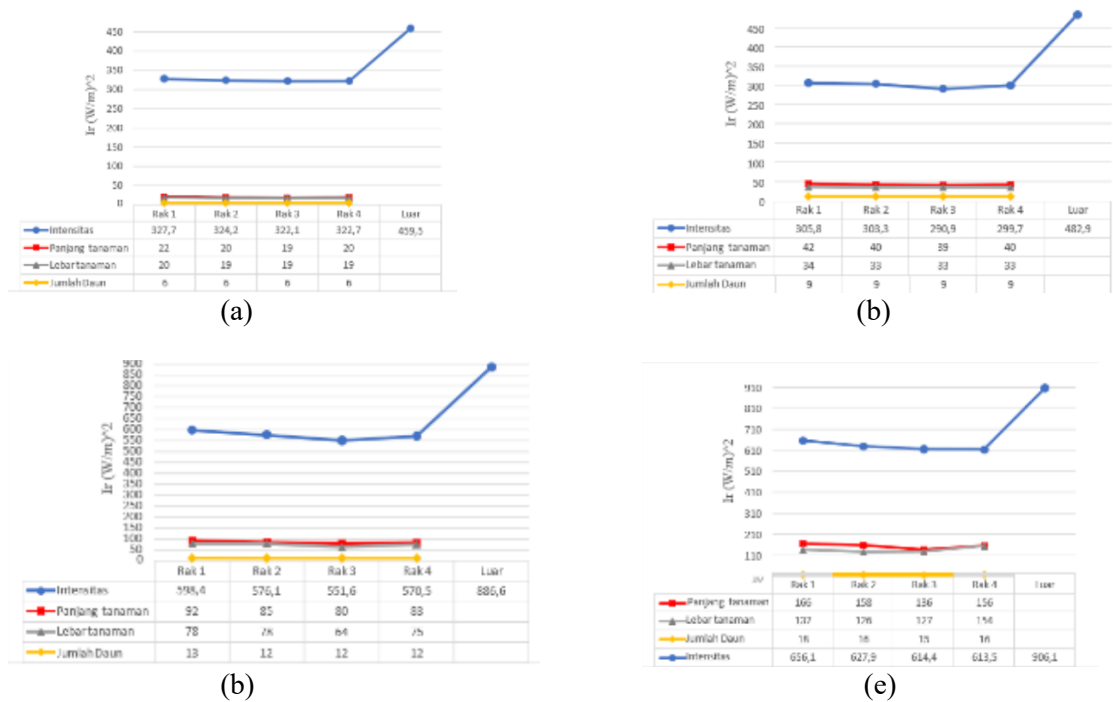 450
400
350
300
250
200
150
100
50
0
Ir (W/m)^2
Rak 1 Rak 2 Rak 3 Rak 4 Luar
Intensitas 327,7 324,2 322,1 322,7 459,5
Panjang tanaman 22 20 19 20
Lebar tanaman 20 19 19 19
Jumlah Daun 6 6 6 6
(a)
450
400
350
300
250
200
150
100
50
0
Ir (W/m)^2
Rak 1 Rak 2 Rak 3 Rak 4 Luar
Intensitas 305,8 303,3 290,9 299,7 482,9
Panjang tanaman 42 40 39 40
Lebar tanaman 34 33 33 33
Jumlah Daun 9 9 9 9
(b)
900
850
800
750
700
650
600
550
500
450
400
350
300
250
200
150
100
50
0
Ir (W/m)^2
Rak 1 Rak 2 Rak 3 Rak 4 Luar
Intensitas 598,4 576,1 551,6 570,5 886,6
Panjang tanaman 92 85 80 83
Lebar tanaman 78 78 64 75
Jumlah Daun 13 12 12 12
(b)
910
810
710
610
510
410
310
210
110
Ir (W/m)^2
Rak 1 Rak 2 Rak 3 Rak 4 Luar
Panjang tanaman 166 158 136 156
Lebar tanaman 137 126 127 154
Jumlah Daun 16 16 15 16
Intensitas 656,1 627,9 614,4 613,5 906,1
(e)